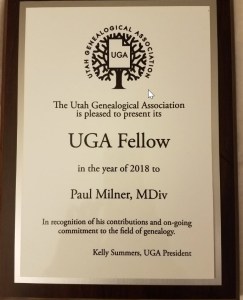 UTAH GENEALOGICAL ASSOCIATION
UGA
The Utah Genealogical Association
is pleased to present its
UGA Fellow
in the year of 2018 to
Paul Milner, MDiv
In recognition of his contributions and on-going
commitment to the field of genealogy.
Kelly Summers, UGA President